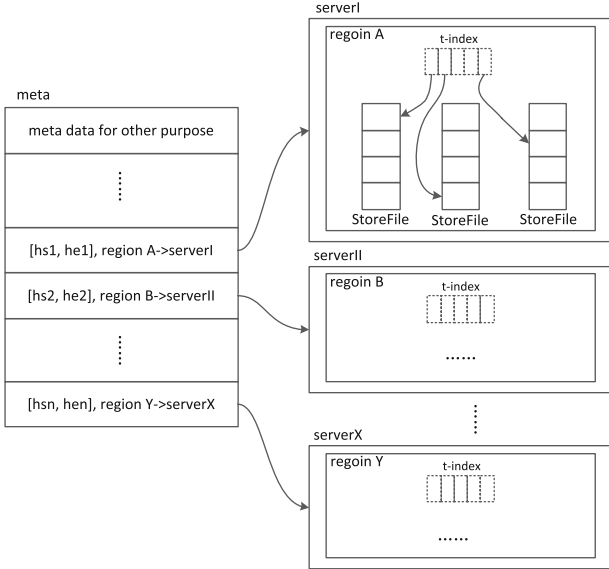 meta
meta data for other purpose
......
[hs1, he1], region A->serverI
[hs2, he2], region B->serverII
......
[hsn, hen], region Y->serverX
serverI
regoin A
t-index
StoreFile StoreFile StoreFile
serverII
regoin B
t-index
......
......
serverX
regoin Y
t-index
......